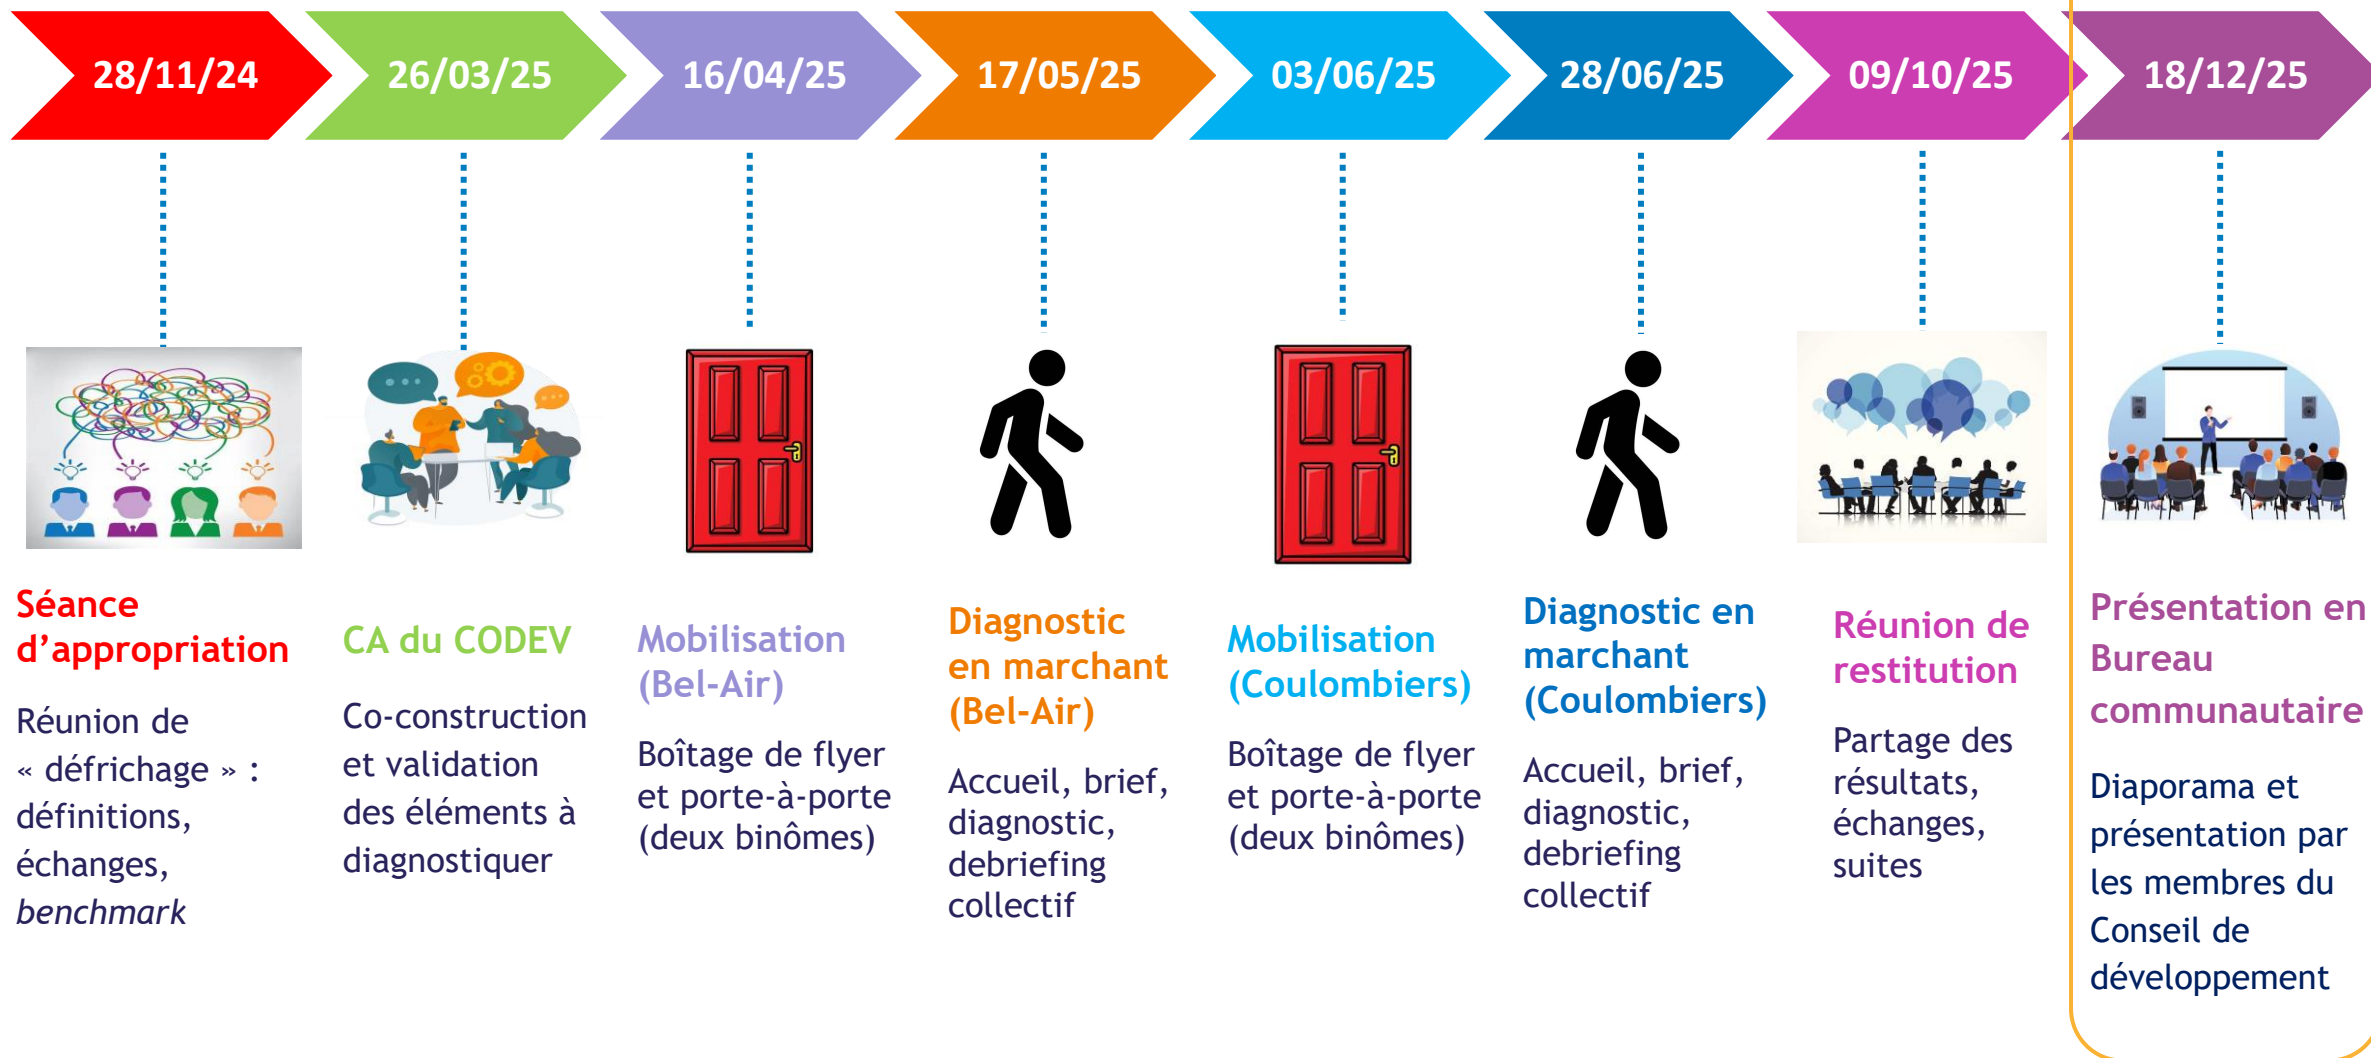 28/11/24
26/03/25
16/04/25
17/05/25
03/06/25
28/06/25
09/10/25
18/12/25
Séance
d’appropriation
Réunion de
« défrichage » :
définitions,
échanges,
benchmark
CA du CODEV
Co-construction
et validation
des éléments à
diagnostiquer
Mobilisation
(Bel-Air)
Boîtage de flyer
et porte-à-porte
(deux binômes)
Diagnostic
en marchant
(Bel-Air)
Accueil, brief,
diagnostic,
debriefing
collectif
Mobilisation
(Coulombiers)
Boîtage de flyer
et porte-à-porte
(deux binômes)
Diagnostic en
marchant
(Coulombiers)
Accueil, brief,
diagnostic,
debriefing
collectif
Réunion de
restitution
Partage des
résultats,
échanges,
suites
Présentation en
Bureau
communautaire
Diaporama et
présentation par
les membres du
Conseil de
développement